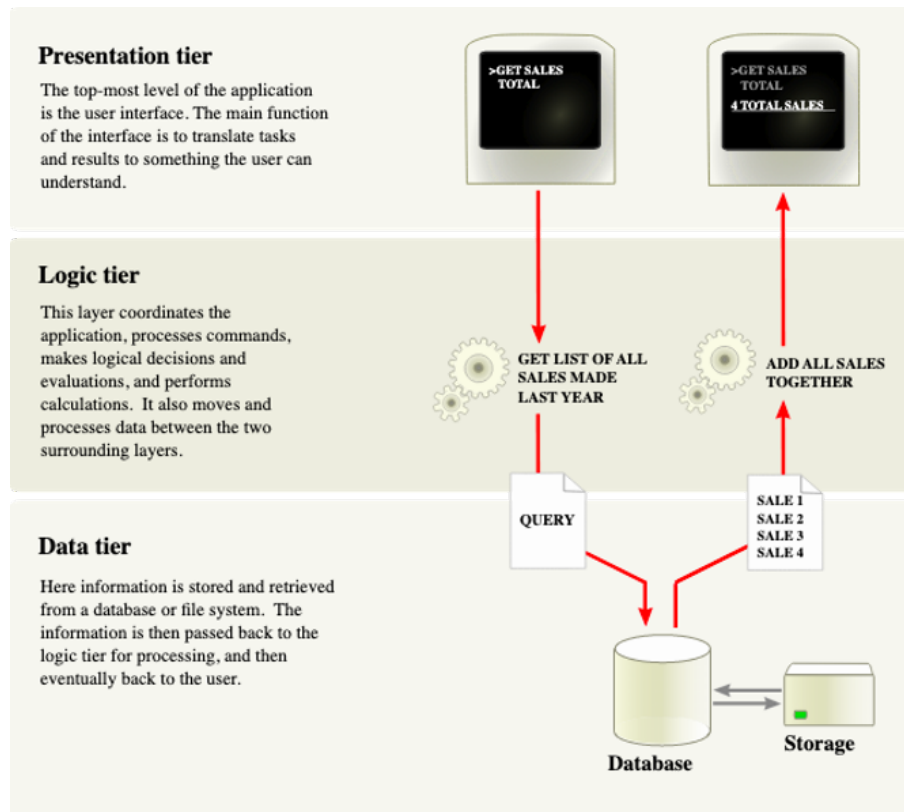 Presentation tier
The top-most level of the application
is the user interface. The main function
of the interface is to translate tasks
and results to something the user can
understand.
>GET SALES
TOTAL
>GET SALES
TOTAL
4 TOTAL SALES
Logic tier
This layer coordinates the
application, processes commands,
makes logical decisions and
evaluations, and performs
calculations. It also moves and
processes data between the two
surrounding layers.
GET LIST OF ALL
SALES MADE
LAST YEAR
ADD ALL SALES
TOGETHER
Data tier
Here information is stored and retrieved
from a database or file system. The
information is then passed back to the
logic tier for processing, and then
eventually back to the user.
QUERY
SALE 1
SALE 2
SALE 3
SALE 4
Database
Storage